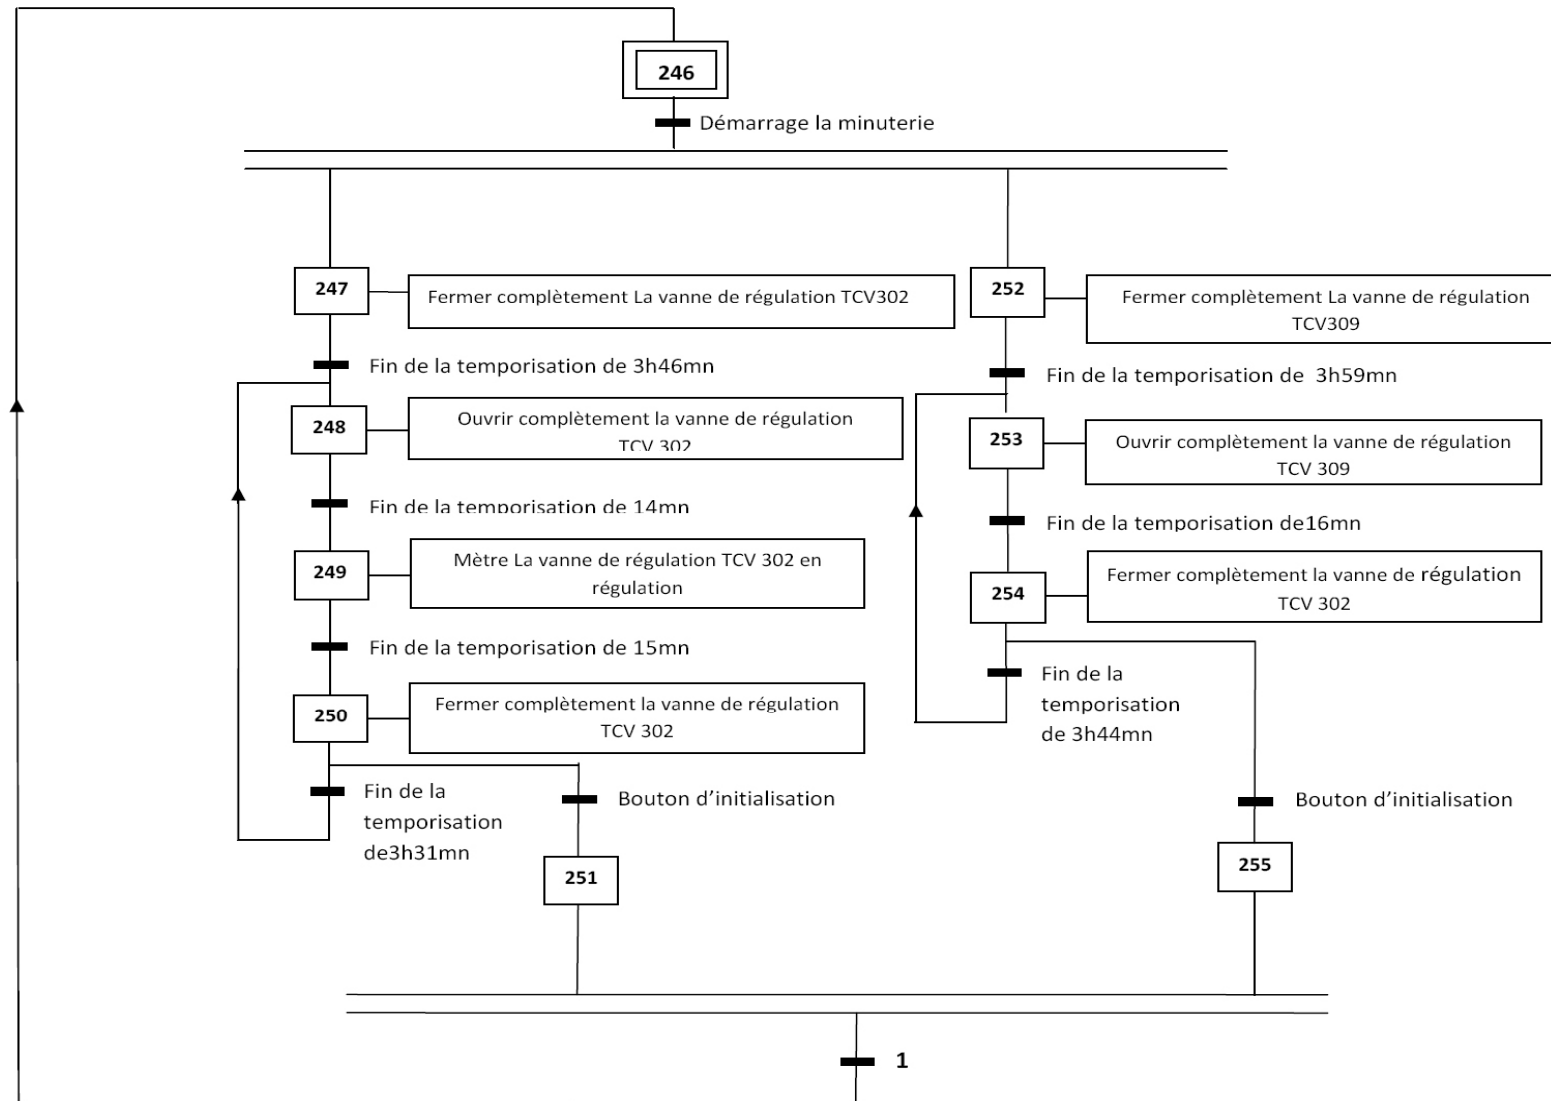 246
Démarrage la minuterie
247
Fermer complètement La vanne de régulation TCV302
Fin de la temporisation de 3h46mn
248
Ouvrir complètement la vanne de régulation
TCV 302
Fin de la temporisation de 14mn
249
Mètre La vanne de régulation TCV 302 en
régulation
Fin de la temporisation de 15mn
250
Fermer complètement la vanne de régulation
TCV 302
Fin de la
temporisation
de3h31mn
Bouton d'initialisation
251
252
Fermer complètement La vanne de régulation
TCV309
Fin de la temporisation de 3h59mn
253
Ouvrir complètement la vanne de régulation
TCV 309
Fin de la temporisation de16mn
254
Fermer complètement la vanne de régulation
TCV 302
Fin de la
temporisation
de 3h44mn
Bouton d'initialisation
255
1